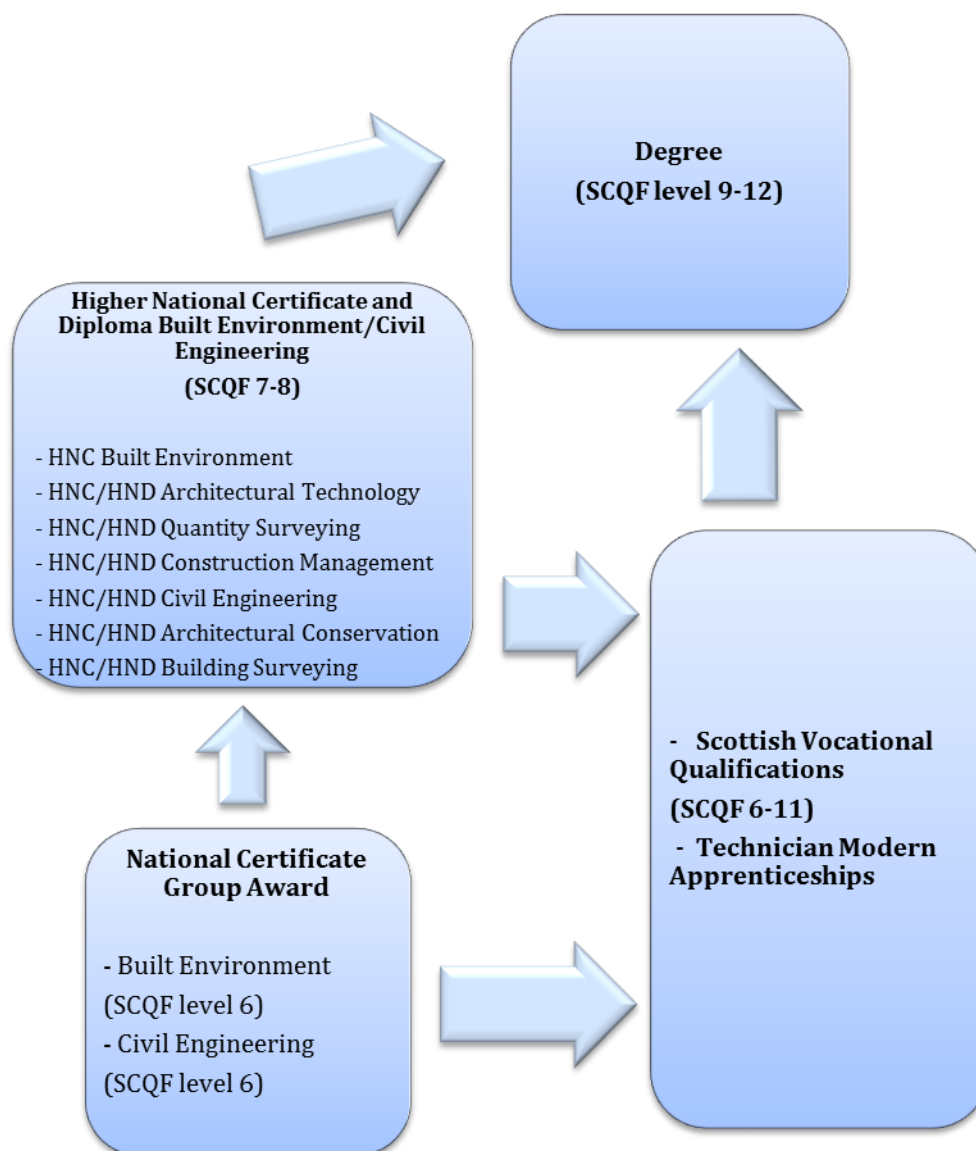 Degree
(SCQF level 9-12)
Higher National Certificate and
Diploma Built Environment/Civil
Engineering
(SCQF 7-8)
- HNC Built Environment
- HNC/HND Architectural Technology
- HNC/HND Quantity Surveying
- HNC/HND Construction Management
- HNC/HND Civil Engineering
- HNC/HND Architectural Conservation
- HNC/HND Building Surveying
- Scottish Vocational
Qualifications
(SCQF 6-11)
- Technician Modern
Apprenticeships
National Certificate
Group Award
- Built Environment
(SCQF level 6)
- Civil Engineering
(SCQF level 6)